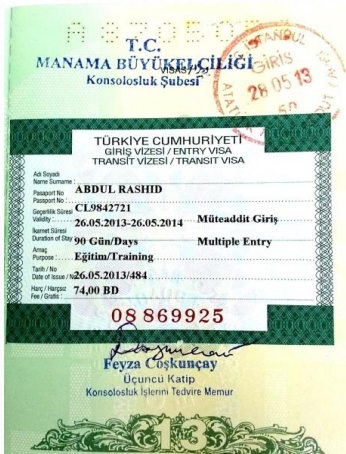 T.C.
MANAMA BÜYÜKELÇİLİĞİ
Konsolosluk Şubesi
İSTANBUL
GİRİŞ
28 05 13
TÜRKİYE CUMHURİYETİ
GİRİŞ VİZESİ / ENTRY VISA
TRANSİT VİZESİ / TRANSIT VISA
Adı Soyadı
Name Surname : ABDUL RASHID
Pasaport No
Passport No : CL9842721
Geçerlilik Süresi
Validity : 26.05.2013-26.05.2014 Müteaddit Giriş
İkamet Süresi
Duration of Stay 90 Gün/Days Multiple Entry
Amaç
Purpose : Eğitim/Training
Tarih / No
Date of Issue / No 26.05.2013/484
Harç / Harçsız
Fee / Gratis : 74,00 BD
08 869925
Feyza Coşkunçay
Üçüncü Katip
Konsolosluk İşlerini Tedvire Memur
13